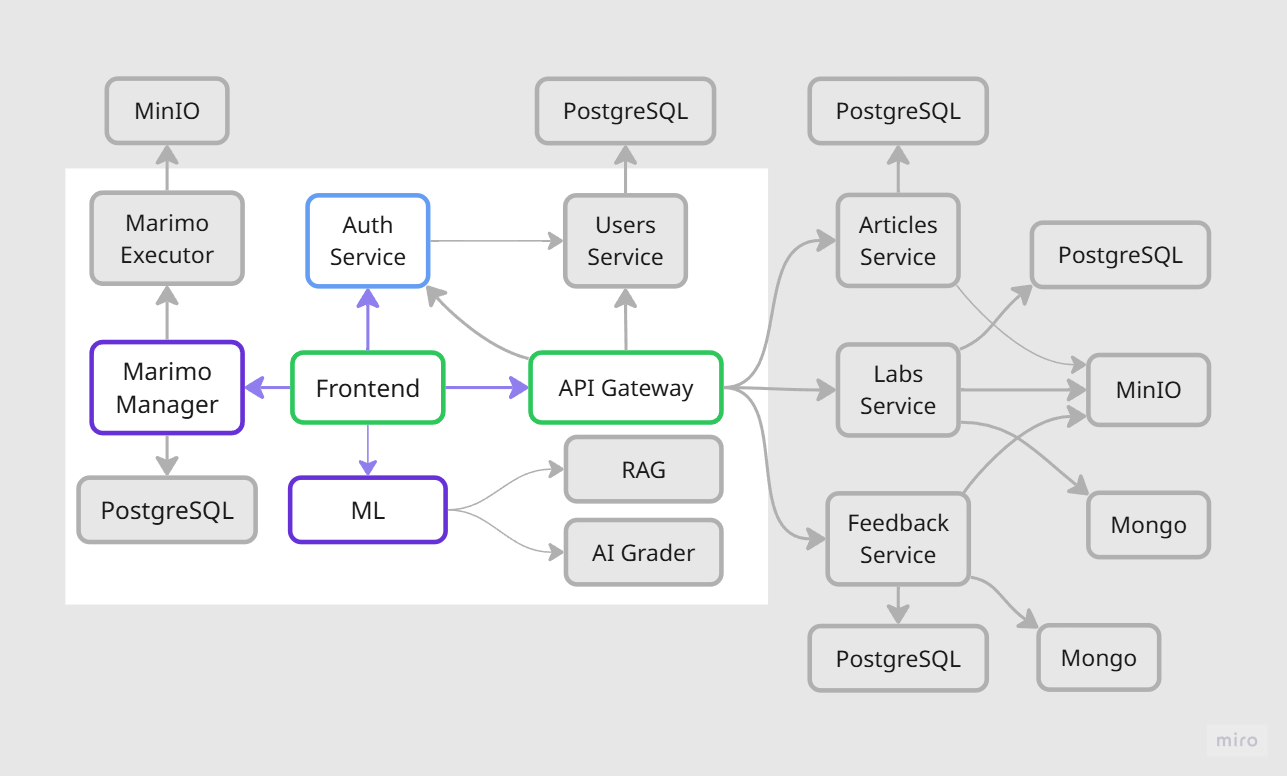 MinIO
PostgreSQL
PostgreSQL
Marimo
Executor
Auth
Service
Users
Service
Articles
Service
PostgreSQL
Marimo
Manager
Frontend
API Gateway
Labs
Service
MinIO
RAG
PostgreSQL
ML
AI Grader
Feedback
Service
Mongo
PostgreSQL
Mongo
miro